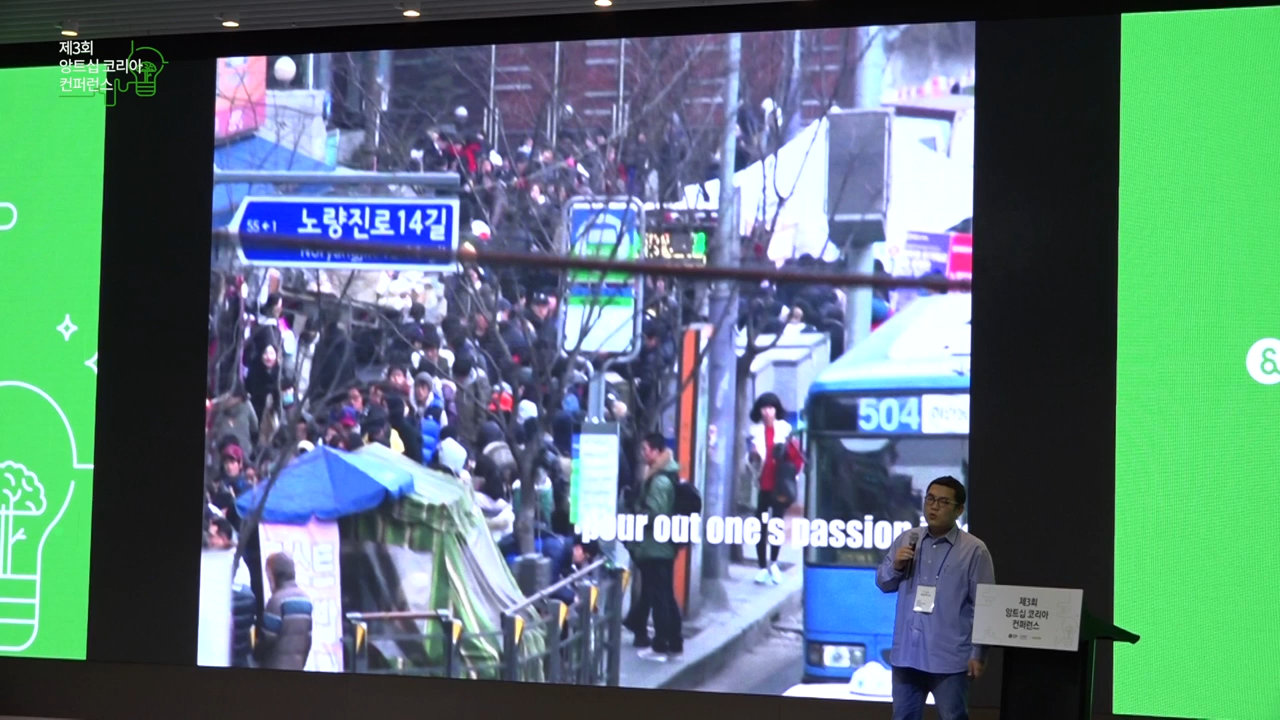 제3회
앙트십 코리아
컨퍼런스
55←1 노량진로14길
504
pour out one's passion
제3회
앙트십 코리아
컨퍼런스
&